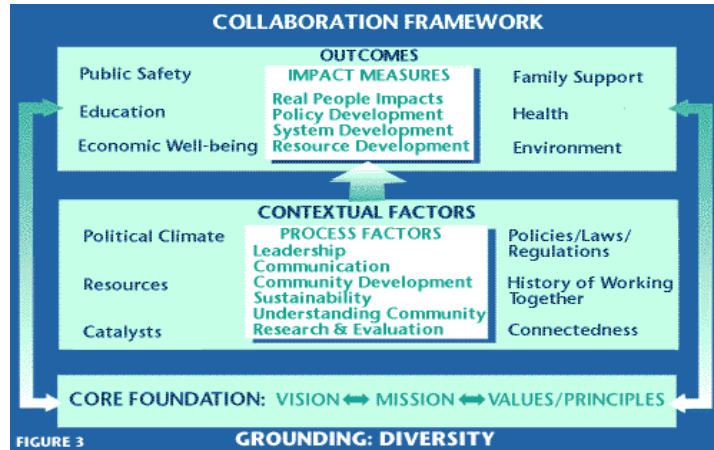 COLLABORATION FRAMEWORK
OUTCOMES
Public Safety
Education
Economic Well-being
IMPACT MEASURES
Real People Impacts
Policy Development
System Development
Resource Development
Family Support
Health
Environment
CONTEXTUAL FACTORS
Political Climate
Resources
Catalysts
PROCESS FACTORS
Leadership
Communication
Community Development
Sustainability
Understanding Community
Research & Evaluation
Policies/Laws/
Regulations
History of Working
Together
Connectedness
CORE FOUNDATION: VISION ⬌ MISSION ⬌ VALUES/PRINCIPLES
FIGURE 3
GROUNDING: DIVERSITY